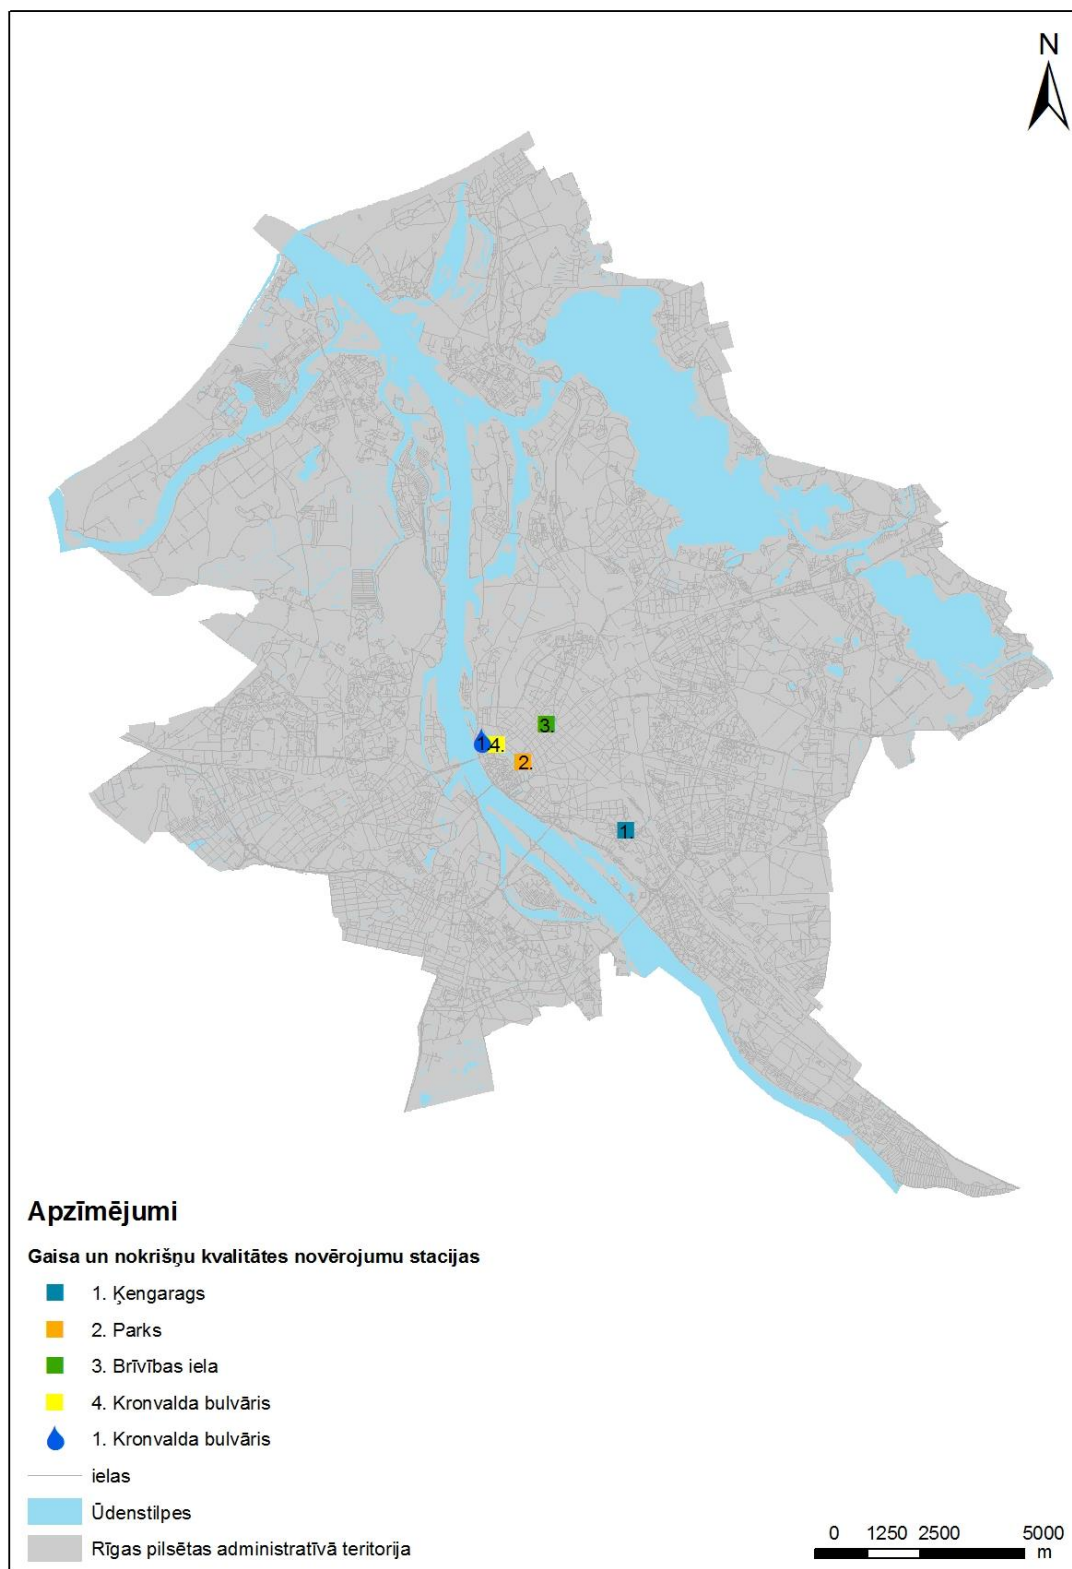 N
3.
1
4.
2.
1.
Apzīmējumi
Gaisa un nokrišņu kvalitātes novērojumu stacijas
1. Ķengarags
2. Parks
3. Brīvības iela
4. Kronvalda bulvāris
1. Kronvalda bulvāris
ielas
Ūdenstilpes
Rīgas pilsētas administratīvā teritorija
0 1250 2500 5000
m